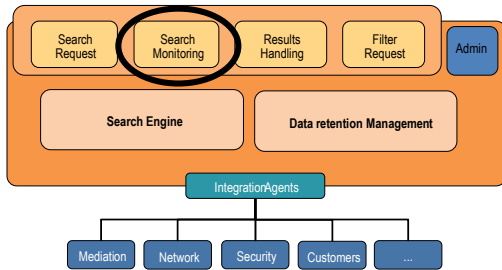 Search Search Results Filter
Request Monitoring Handling Request
Admin
Search Engine Data retention Management
IntegrationAgents
Mediation Network Security Customers ...